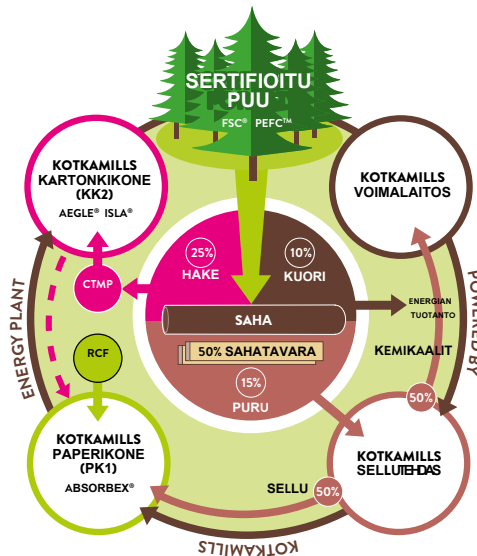 SERTIFIOITU
PUU
FSC® PEFC™
KOTKAMILLS
KARTONKIKONE
(KK2)
AEGLE® ISLA®
KOTKAMILLS
VOIMALAITOS
25%
HAKE
10%
KUORI
CTMP
SAHA
ENERGIAN
TUOTANTO
50% SAHATAVARA
KEMIKAALIT
RCF
15%
PURU
50%
KOTKAMILLS
PAPERIKONE
(PK1)
ABSORBEX®
KOTKAMILLS
SELLUTEHDAS
SELLU
50%
ENERGY PLANT
POWERED BY
KOTKAMILLS